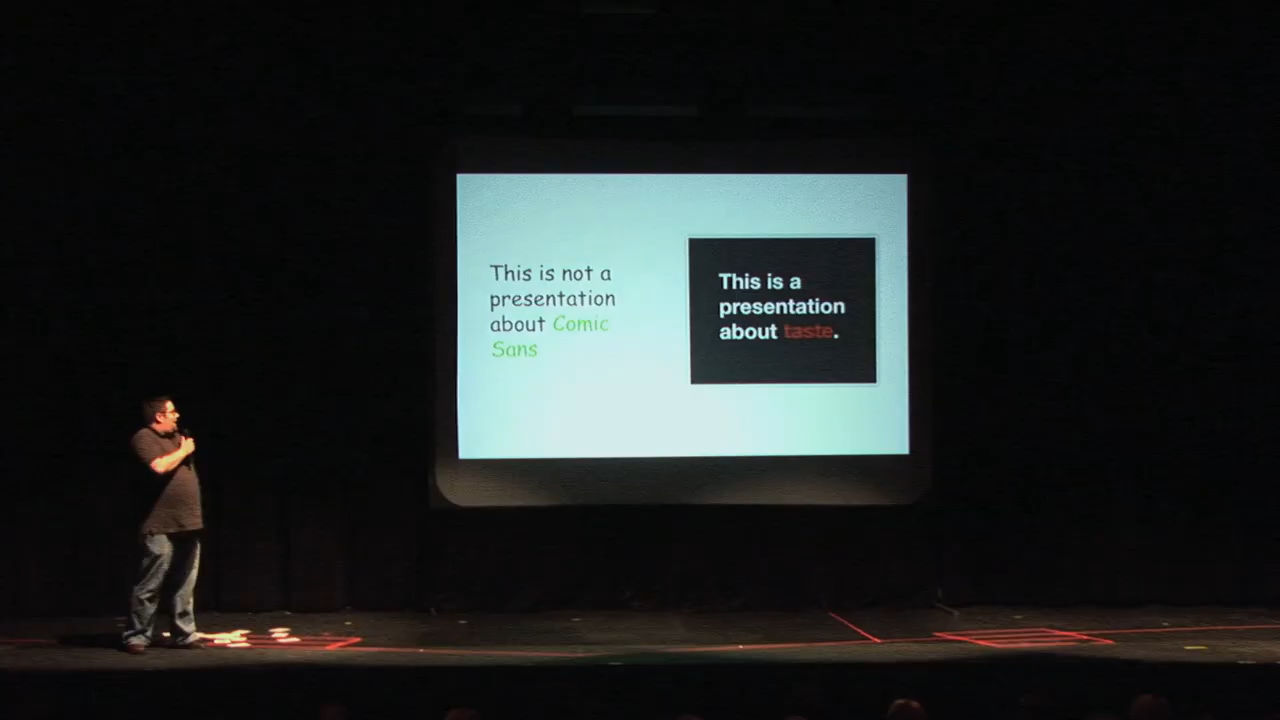 This is not a
presentation
about Comic
Sans
This is a
presentation
about taste.